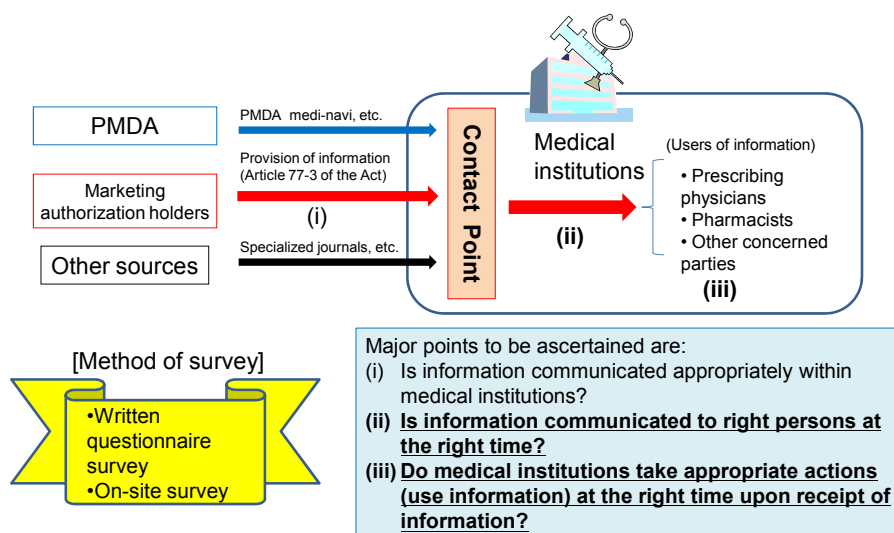 PMDA
PMDA medi-navi, etc.
Provision of information
(Article 77-3 of the Act)
Marketing
authorization holders
(i)
Specialized journals, etc.
Other sources
Contact Point
Medical
institutions
(ii)
(Users of information)
• Prescribing
physicians
• Pharmacists
• Other concerned
parties
(iii)
[Method of survey]
•Written
questionnaire
survey
•On-site survey
Major points to be ascertained are:
(i) Is information communicated appropriately within
medical institutions?
(ii) Is information communicated to right persons at
the right time?
(iii) Do medical institutions take appropriate actions
(use information) at the right time upon receipt of
information?